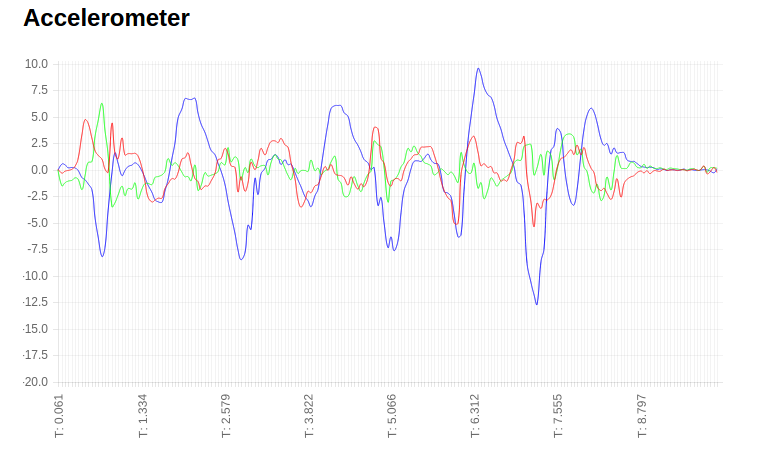 Accelerometer
10.0
7.5
5.0
2.5
0.0
-2.5
-5.0
-7.5
-10.0
-12.5
-15.0
-17.5
-20.0
T: 0.061
T: 1.334
T: 2.579
T: 3.822
T: 5.066
T: 6.312
T: 7.555
T: 8.797